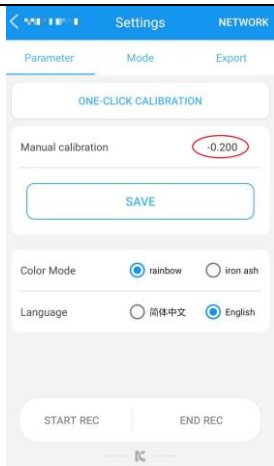 Settings
NETWORK
Parameter
Mode
Export
ONE-CLICK CALIBRATION
Manual calibration
-0.200
SAVE
Color Mode
rainbow
iron ash
Language
简体中文
English
START REC
END REC